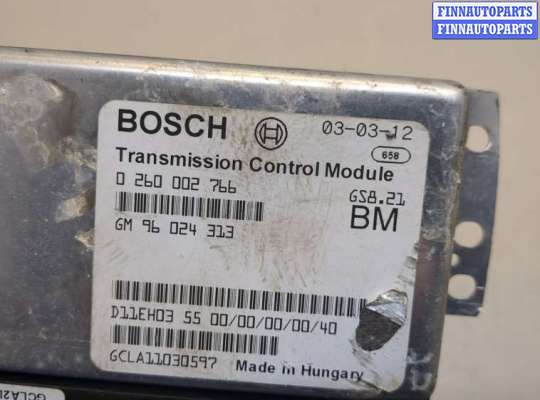 FINNAUTOPARTS
FINNAUTOPARTS
BOSCH
03-03-12
Transmission Control Module
658
0 260 002 766
GS8.21
BM
GM 96 024 313
D11EH03 55 00/00/00/00/40
GCLA11030597 Made in Hungary